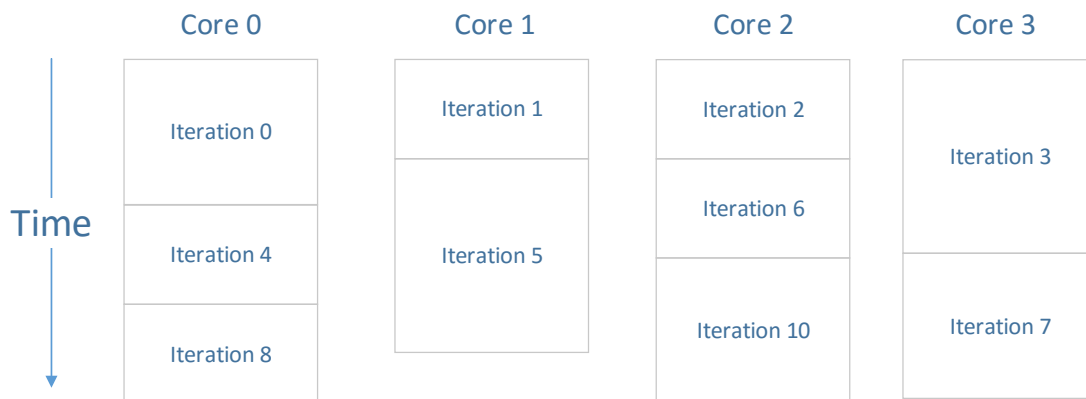 Core 0
Core 1
Core 2
Core 3
Time
Iteration 0
Iteration 4
Iteration 8
Iteration 1
Iteration 5
Iteration 2
Iteration 6
Iteration 10
Iteration 3
Iteration 7